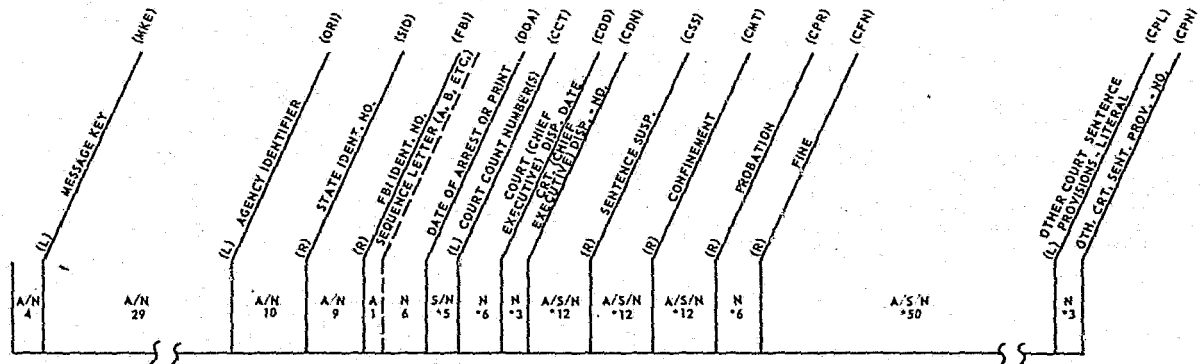 (MKE)
(ORI)
(SID)
(FBI)
(DOA)
(CCT)
(COD)
(CDN)
(CSS)
(CMT)
(CPR)
(CFN)
(CPL)
(CPN)
(L) MESSAGE KEY
(L) AGENCY IDENTIFIER
(R) STATE IDENT. NO.
(R) FBI IDENT. NO.
SEQUENCE LETTER (A, B, ETC.)
DATE OF ARREST OR PRINT
(L) COURT COUNT NUMBER(S)
COURT (CHIEF
EXECUTIVE) DISP. DATE
CRT. (CHIEF
EXECUTIVE) DISP. - NO.
(R) SENTENCE SUSP.
(R) CONFINEMENT
(R) PROBATION
(R) FINE
OTHER COURT SENTENCE
(L) PROVISIONS - LITERAL
OTH. CRT. SENT. PROV. - NO.
A/N
4
A/N
29
A/N
10
A/N
9
A
1
N
6
S/N
*5
N
*6
N
*3
A/S/N
*12
A/S/N
*12
A/S/N
*12
N
*6
A/S/N
*50
N
*3